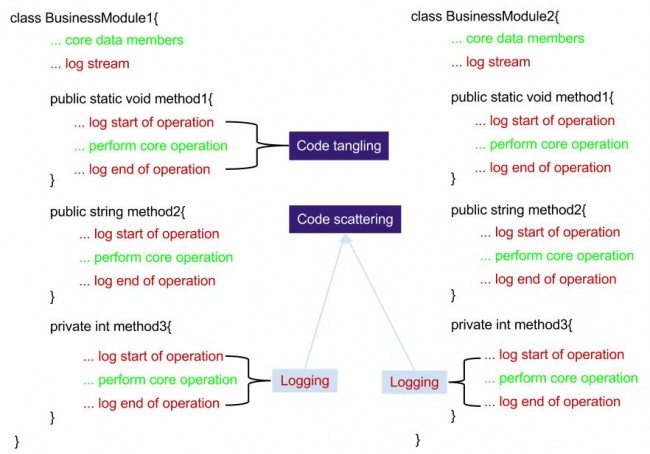 class BusinessModule1{
... core data members
... log stream
public static void method1{
... log start of operation
... perform core operation
... log end of operation
}
public string method2{
... log start of operation
... perform core operation
... log end of operation
}
private int method3{
... log start of operation
... perform core operation
... log end of operation
}
}
Code tangling
Code scattering
Logging
Logging
class BusinessModule2{
... core data members
... log stream
public static void method1{
... log start of operation
... perform core operation
... log end of operation
}
public string method2{
... log start of operation
... perform core operation
... log end of operation
}
private int method3{
... log start of operation
... perform core operation
... log end of operation
}
}